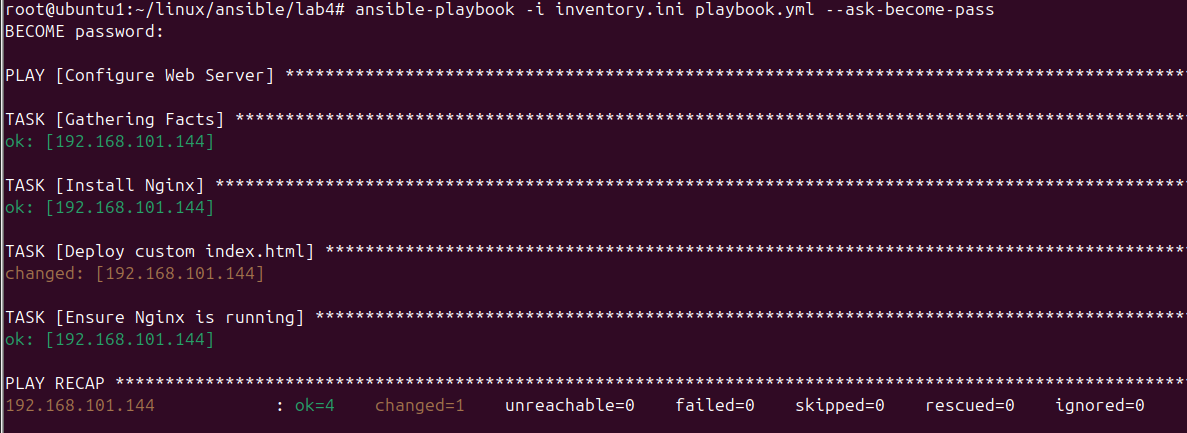 root@ubuntu1:~/linux/ansible/lab4# ansible-playbook -i inventory.ini playbook.yml --ask-become-pass
BECOME password:
PLAY [Configure Web Server] ******************************************************************************************
TASK [Gathering Facts] ***********************************************************************************************
ok: [192.168.101.144]
TASK [Install Nginx] *************************************************************************************************
ok: [192.168.101.144]
TASK [Deploy custom index.html] **************************************************************************************
changed: [192.168.101.144]
TASK [Ensure Nginx is running] ***************************************************************************************
ok: [192.168.101.144]
PLAY RECAP ***********************************************************************************************************
192.168.101.144            : ok=4    changed=1    unreachable=0    failed=0    skipped=0    rescued=0    ignored=0